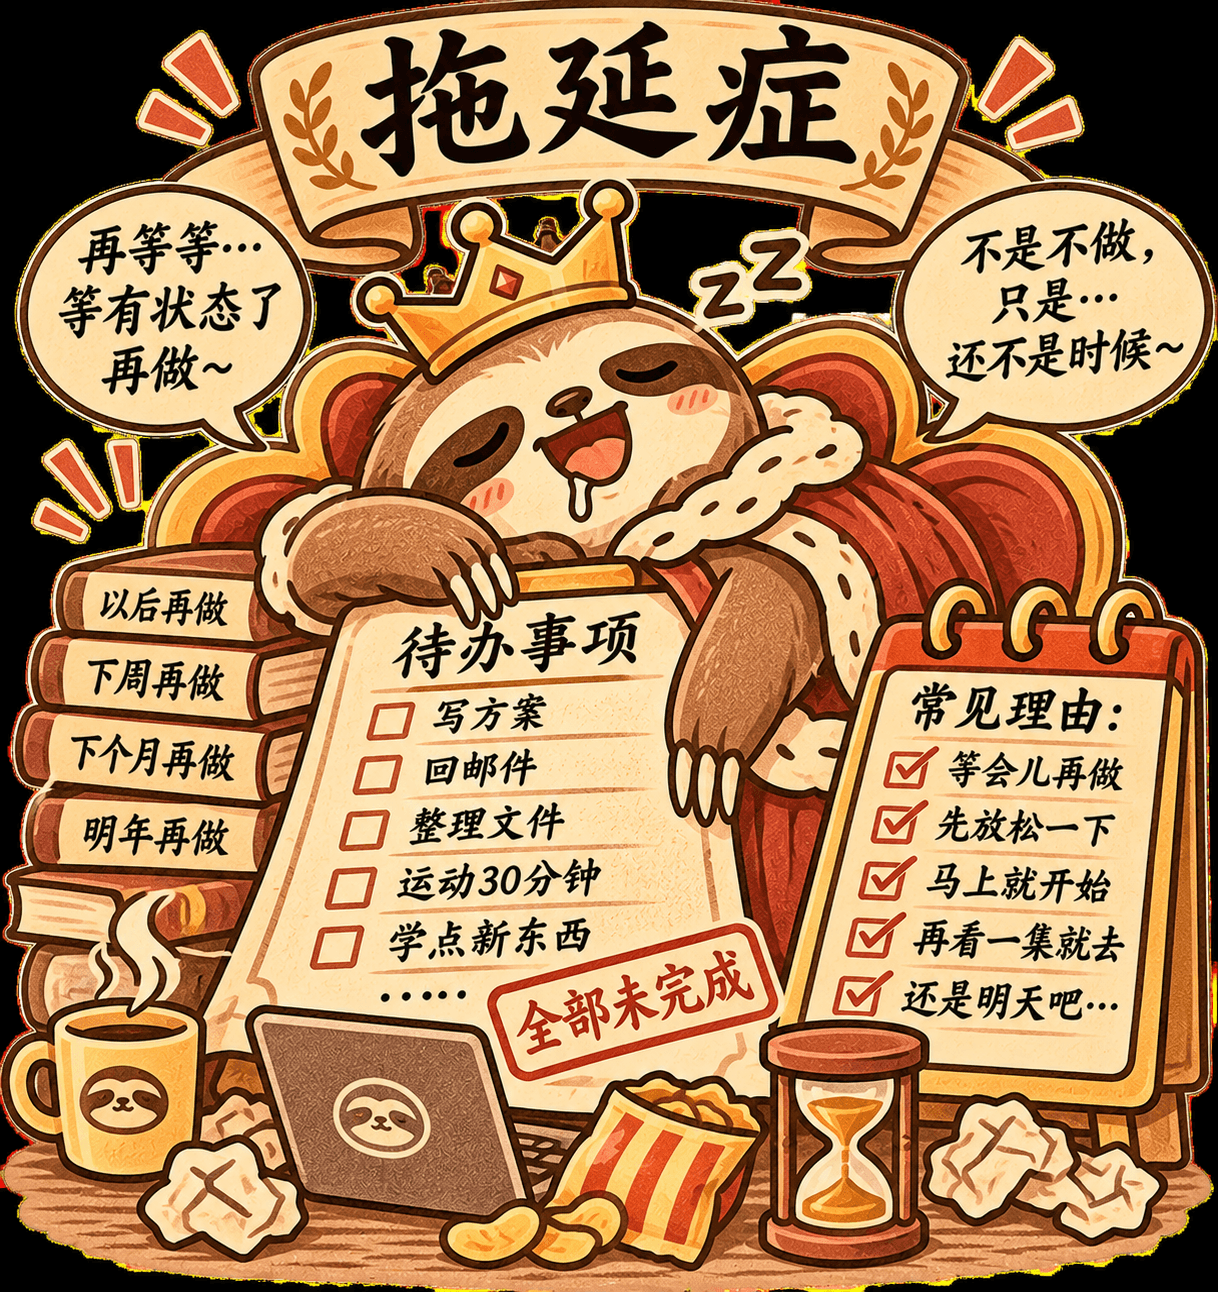 拖延症
再等等…
等有状态了
再做~
ZZ
不是不做，
只是…
还不是时候~
以后再做
下周再做
下个月再做
明年再做
待办事项
写方案
回邮件
整理文件
运动30分钟
学点新东西
•••••
全部未完成
常见理由：
等会儿再做
先放松一下
马上就开始
再看一集就去
还是明天吧…